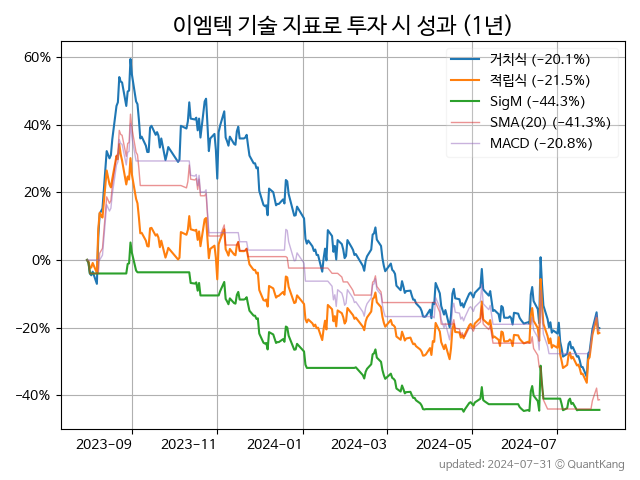 이엠텍 기술 지표로 투자 시 성과 (1년)
60%
40%
20%
0%
−20%
−40%
거치식 (−20.1%)
적립식 (−21.5%)
SigM (−44.3%)
SMA(20) (−41.3%)
MACD (−20.8%)
2023-09
2023-11
2024-01
2024-03
2024-05
2024-07
updated: 2024-07-31 © QuantKang